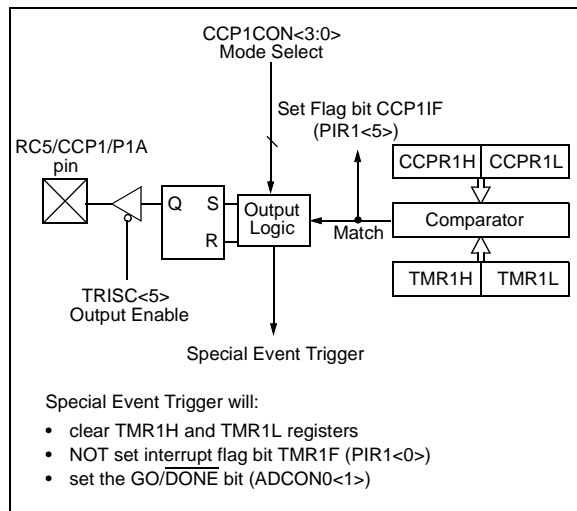 CCP1CON<3:0>
Mode Select
Set Flag bit CCP1IF
(PIR1<5>)
RC5/CCP1/P1A
pin
CCPR1H CCPR1L
Q S Output
Logic
R
Match
Comparator
TRISC<5>
Output Enable
TMR1H TMR1L
Special Event Trigger
Special Event Trigger will:
• clear TMR1H and TMR1L registers
• NOT set interrupt flag bit TMR1F (PIR1<0>)
• set the GO/DONE bit (ADCON0<1>)